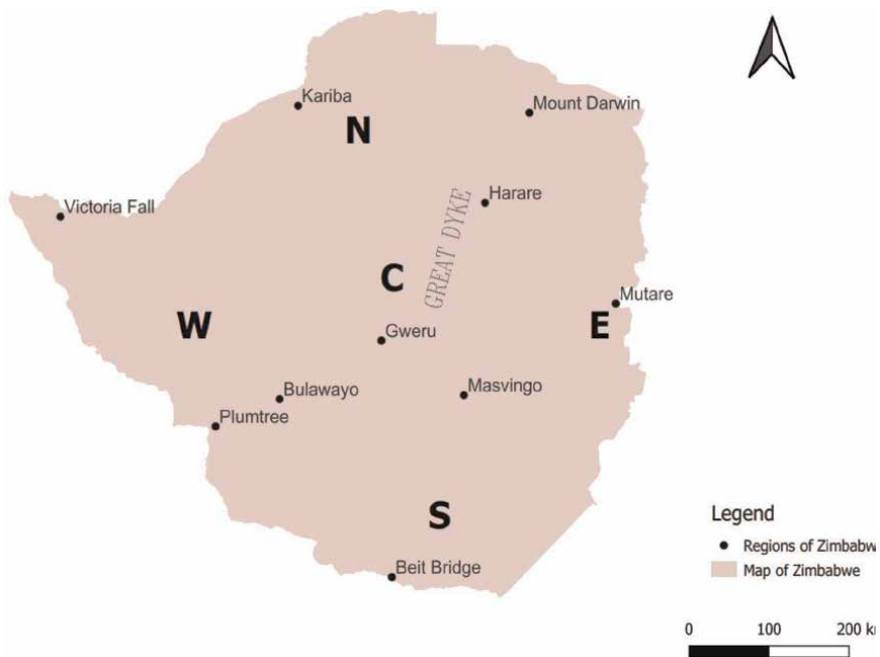 Kariba
Mount Darwin
N
Victoria Fall
Harare
GREAT DYKE
C
Mutare
W
E
Gweru
Bulawayo
Masvingo
Plumtree
S
Legend
Regions of Zimbabw
Beit Bridge
Map of Zimbabwe
0 100 200 k